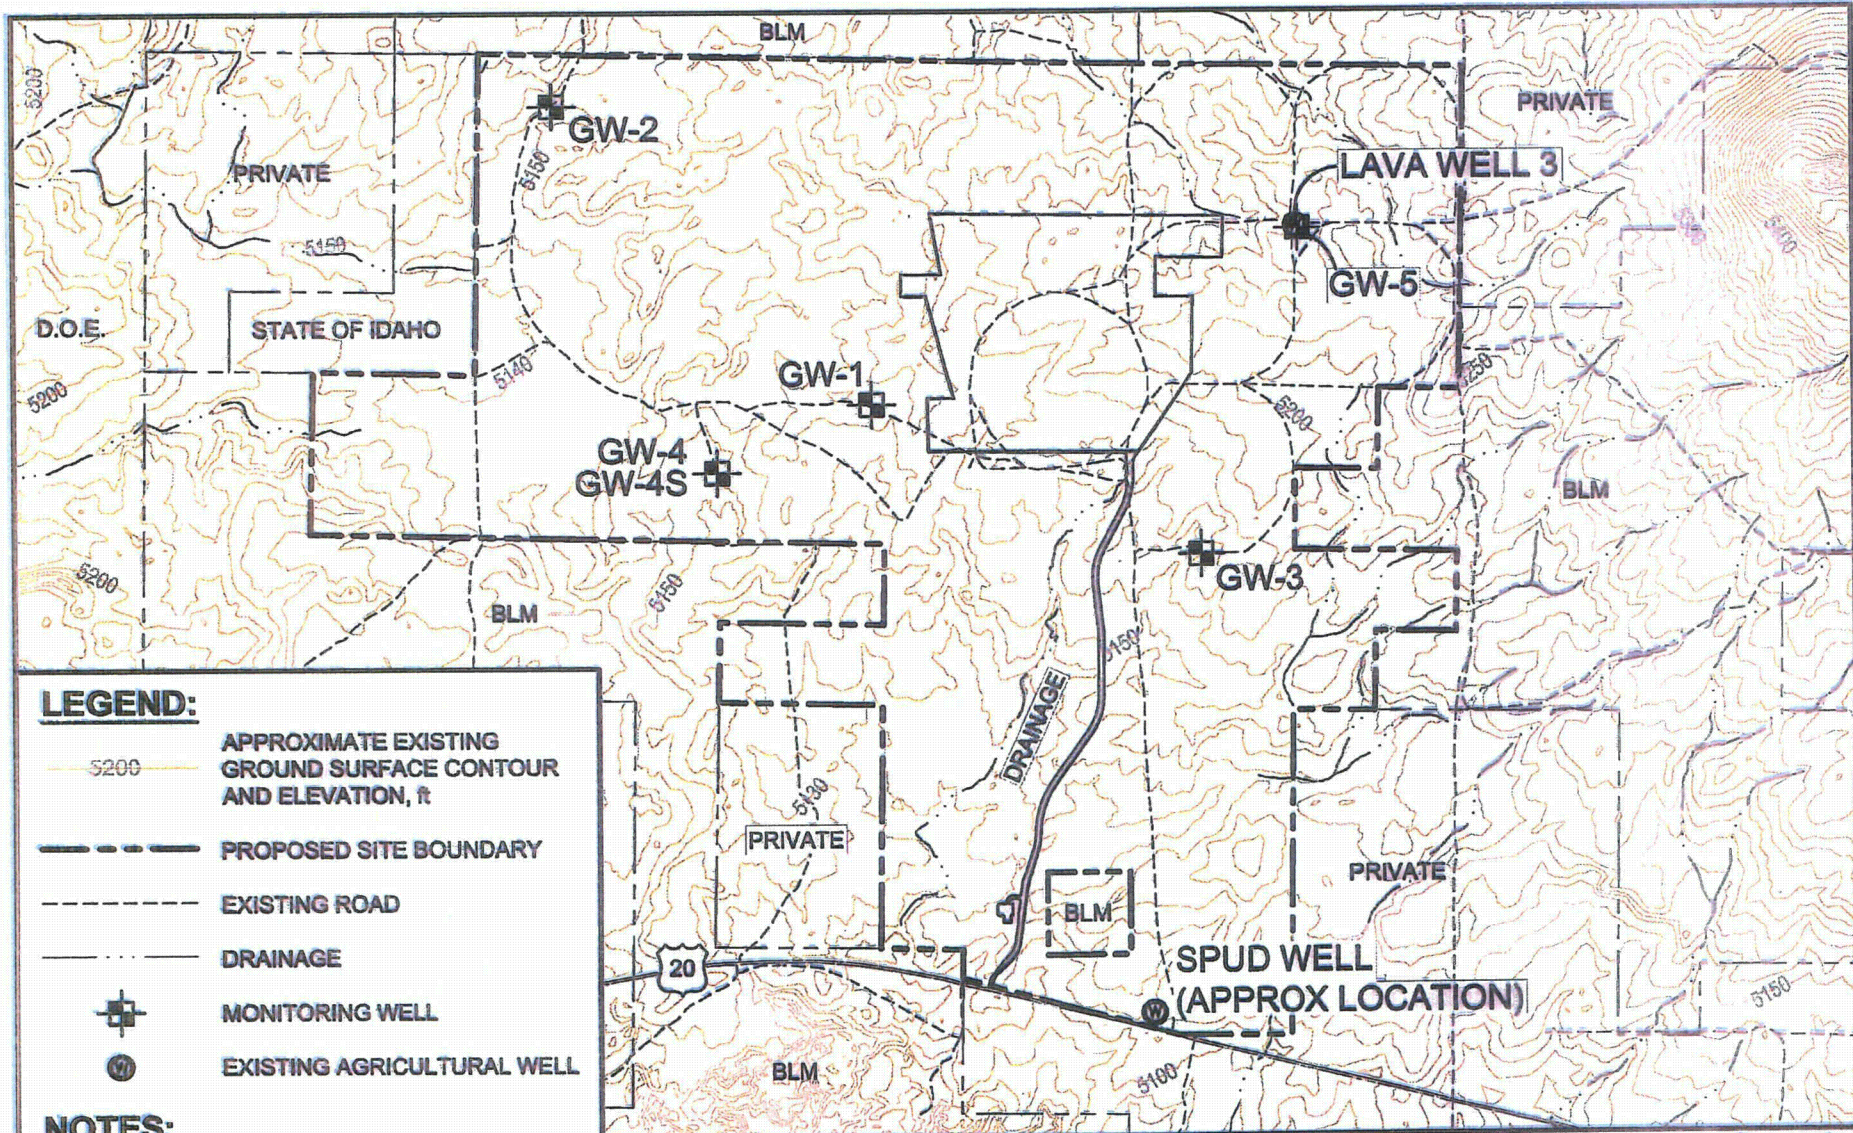 BLM
5200
PRIVATE
GW-2
PRIVATE
5150
LAVA WELL 3
5150
GW-5
5400
D.O.E.
STATE OF IDAHO
5140
GW-1
5250
5200
5200
GW-4
GW-4S
BLM
GW-3
5200
5150
BLM
5150
DRAINAGE
5130
PRIVATE
PRIVATE
BLM
20
SPUD WELL
(APPROX LOCATION)
W
5150
BLM
5100
LEGEND:
5200
APPROXIMATE EXISTING
GROUND SURFACE CONTOUR
AND ELEVATION, ft
PROPOSED SITE BOUNDARY
EXISTING ROAD
DRAINAGE
MONITORING WELL
W
EXISTING AGRICULTURAL WELL
NOTES: